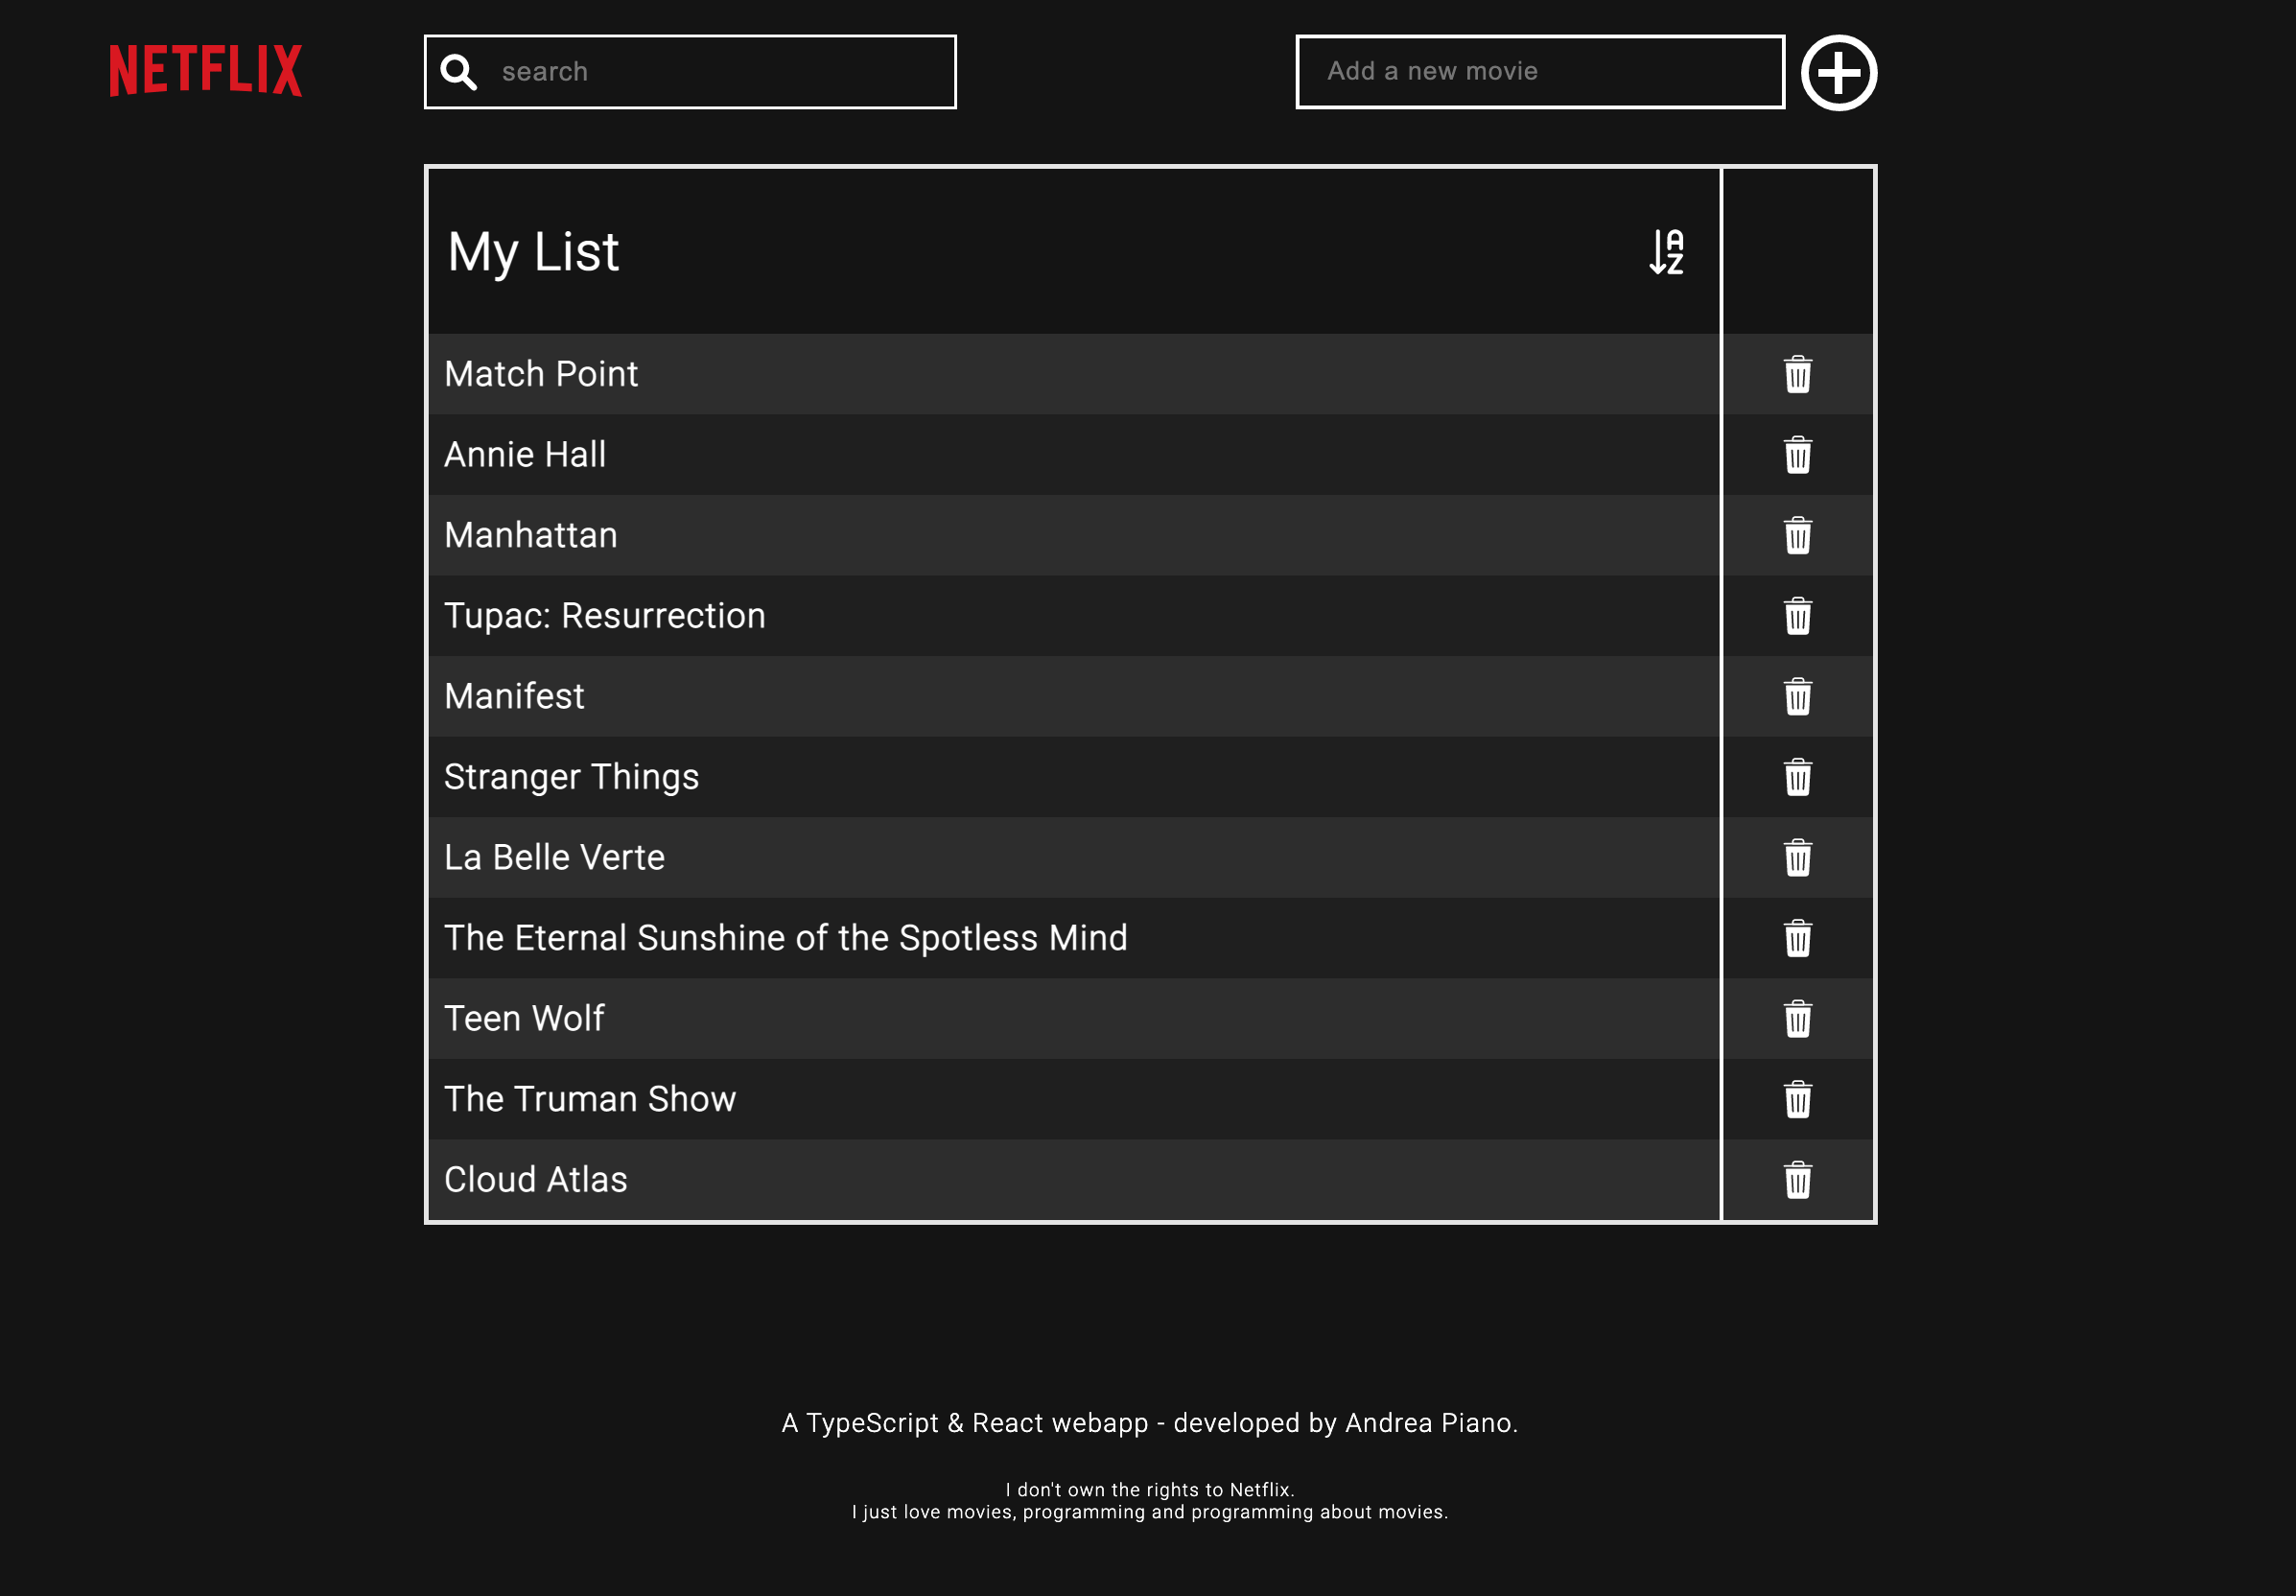 NETFLIX
search
Add a new movie
My List
AZ
Match Point
Annie Hall
Manhattan
Tupac: Resurrection
Manifest
Stranger Things
La Belle Verte
The Eternal Sunshine of the Spotless Mind
Teen Wolf
The Truman Show
Cloud Atlas
A TypeScript & React webapp - developed by Andrea Piano.
I don't own the rights to Netflix.
I just love movies, programming and programming about movies.